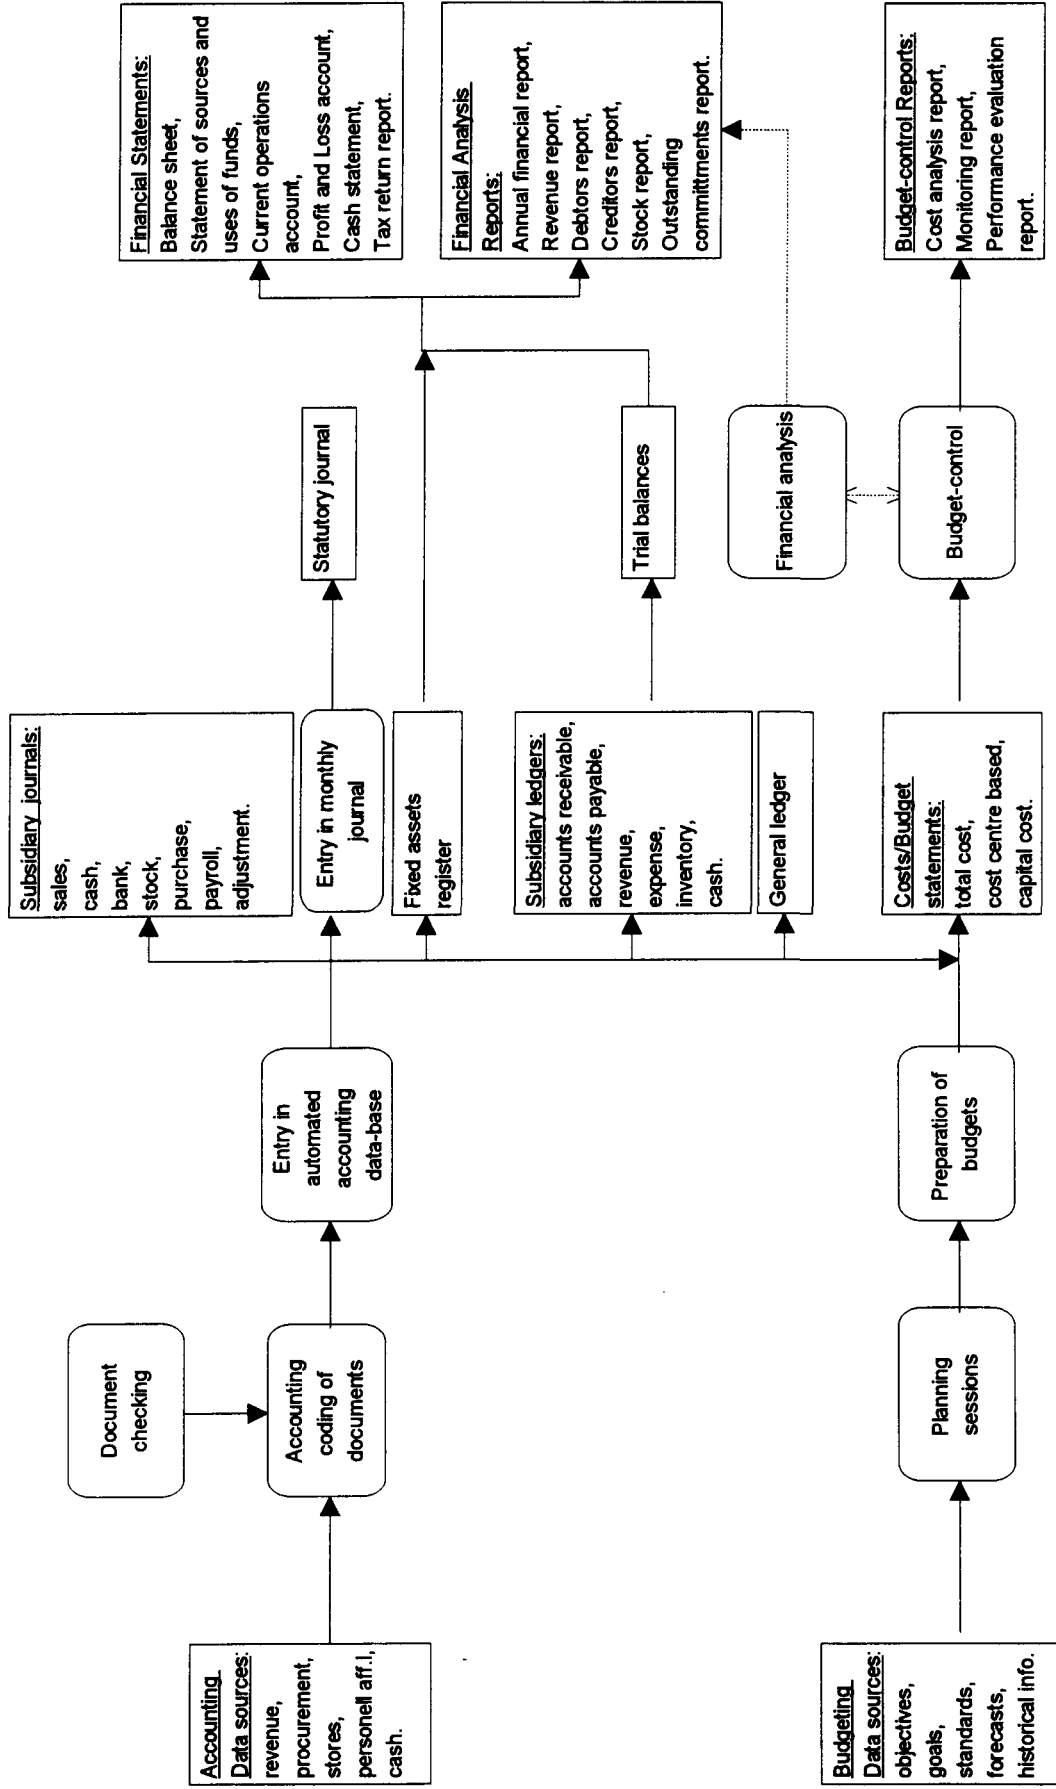 Accounting
Data sources:
revenue,
procurement,
stores,
personell aff.l,
cash.
Document
checking
Accounting
coding of
documents
Entry in
automated
accounting
data-base
Subsidiary journals:
sales,
cash,
bank,
stock,
purchase,
payroll,
adjustment.
Entry in monthly
journal
Fixed assets
register
Subsidiary ledgers:
accounts receivable,
accounts payable,
revenue,
expense,
inventory,
cash.
General ledger
Statutory journal
Trial balances
Financial Statements:
Balance sheet,
Statement of sources and
uses of funds,
Current operations
account,
Profit and Loss account,
Cash statement,
Tax return report.
Financial Analysis
Reports:
Annual financial report,
Revenue report,
Debtors report,
Creditors report,
Stock report,
Outstanding
committments report.
Budgeting
Data sources:
objectives,
goals,
standards,
forecasts,
historical info.
Planning
sessions
Preparation of
budgets
Costs/Budget
statements:
total cost,
cost centre based,
capital cost.
Financial analysis
Budget-control
Budget-control Reports:
Cost analysis report,
Monitoring report,
Performance evaluation
report.